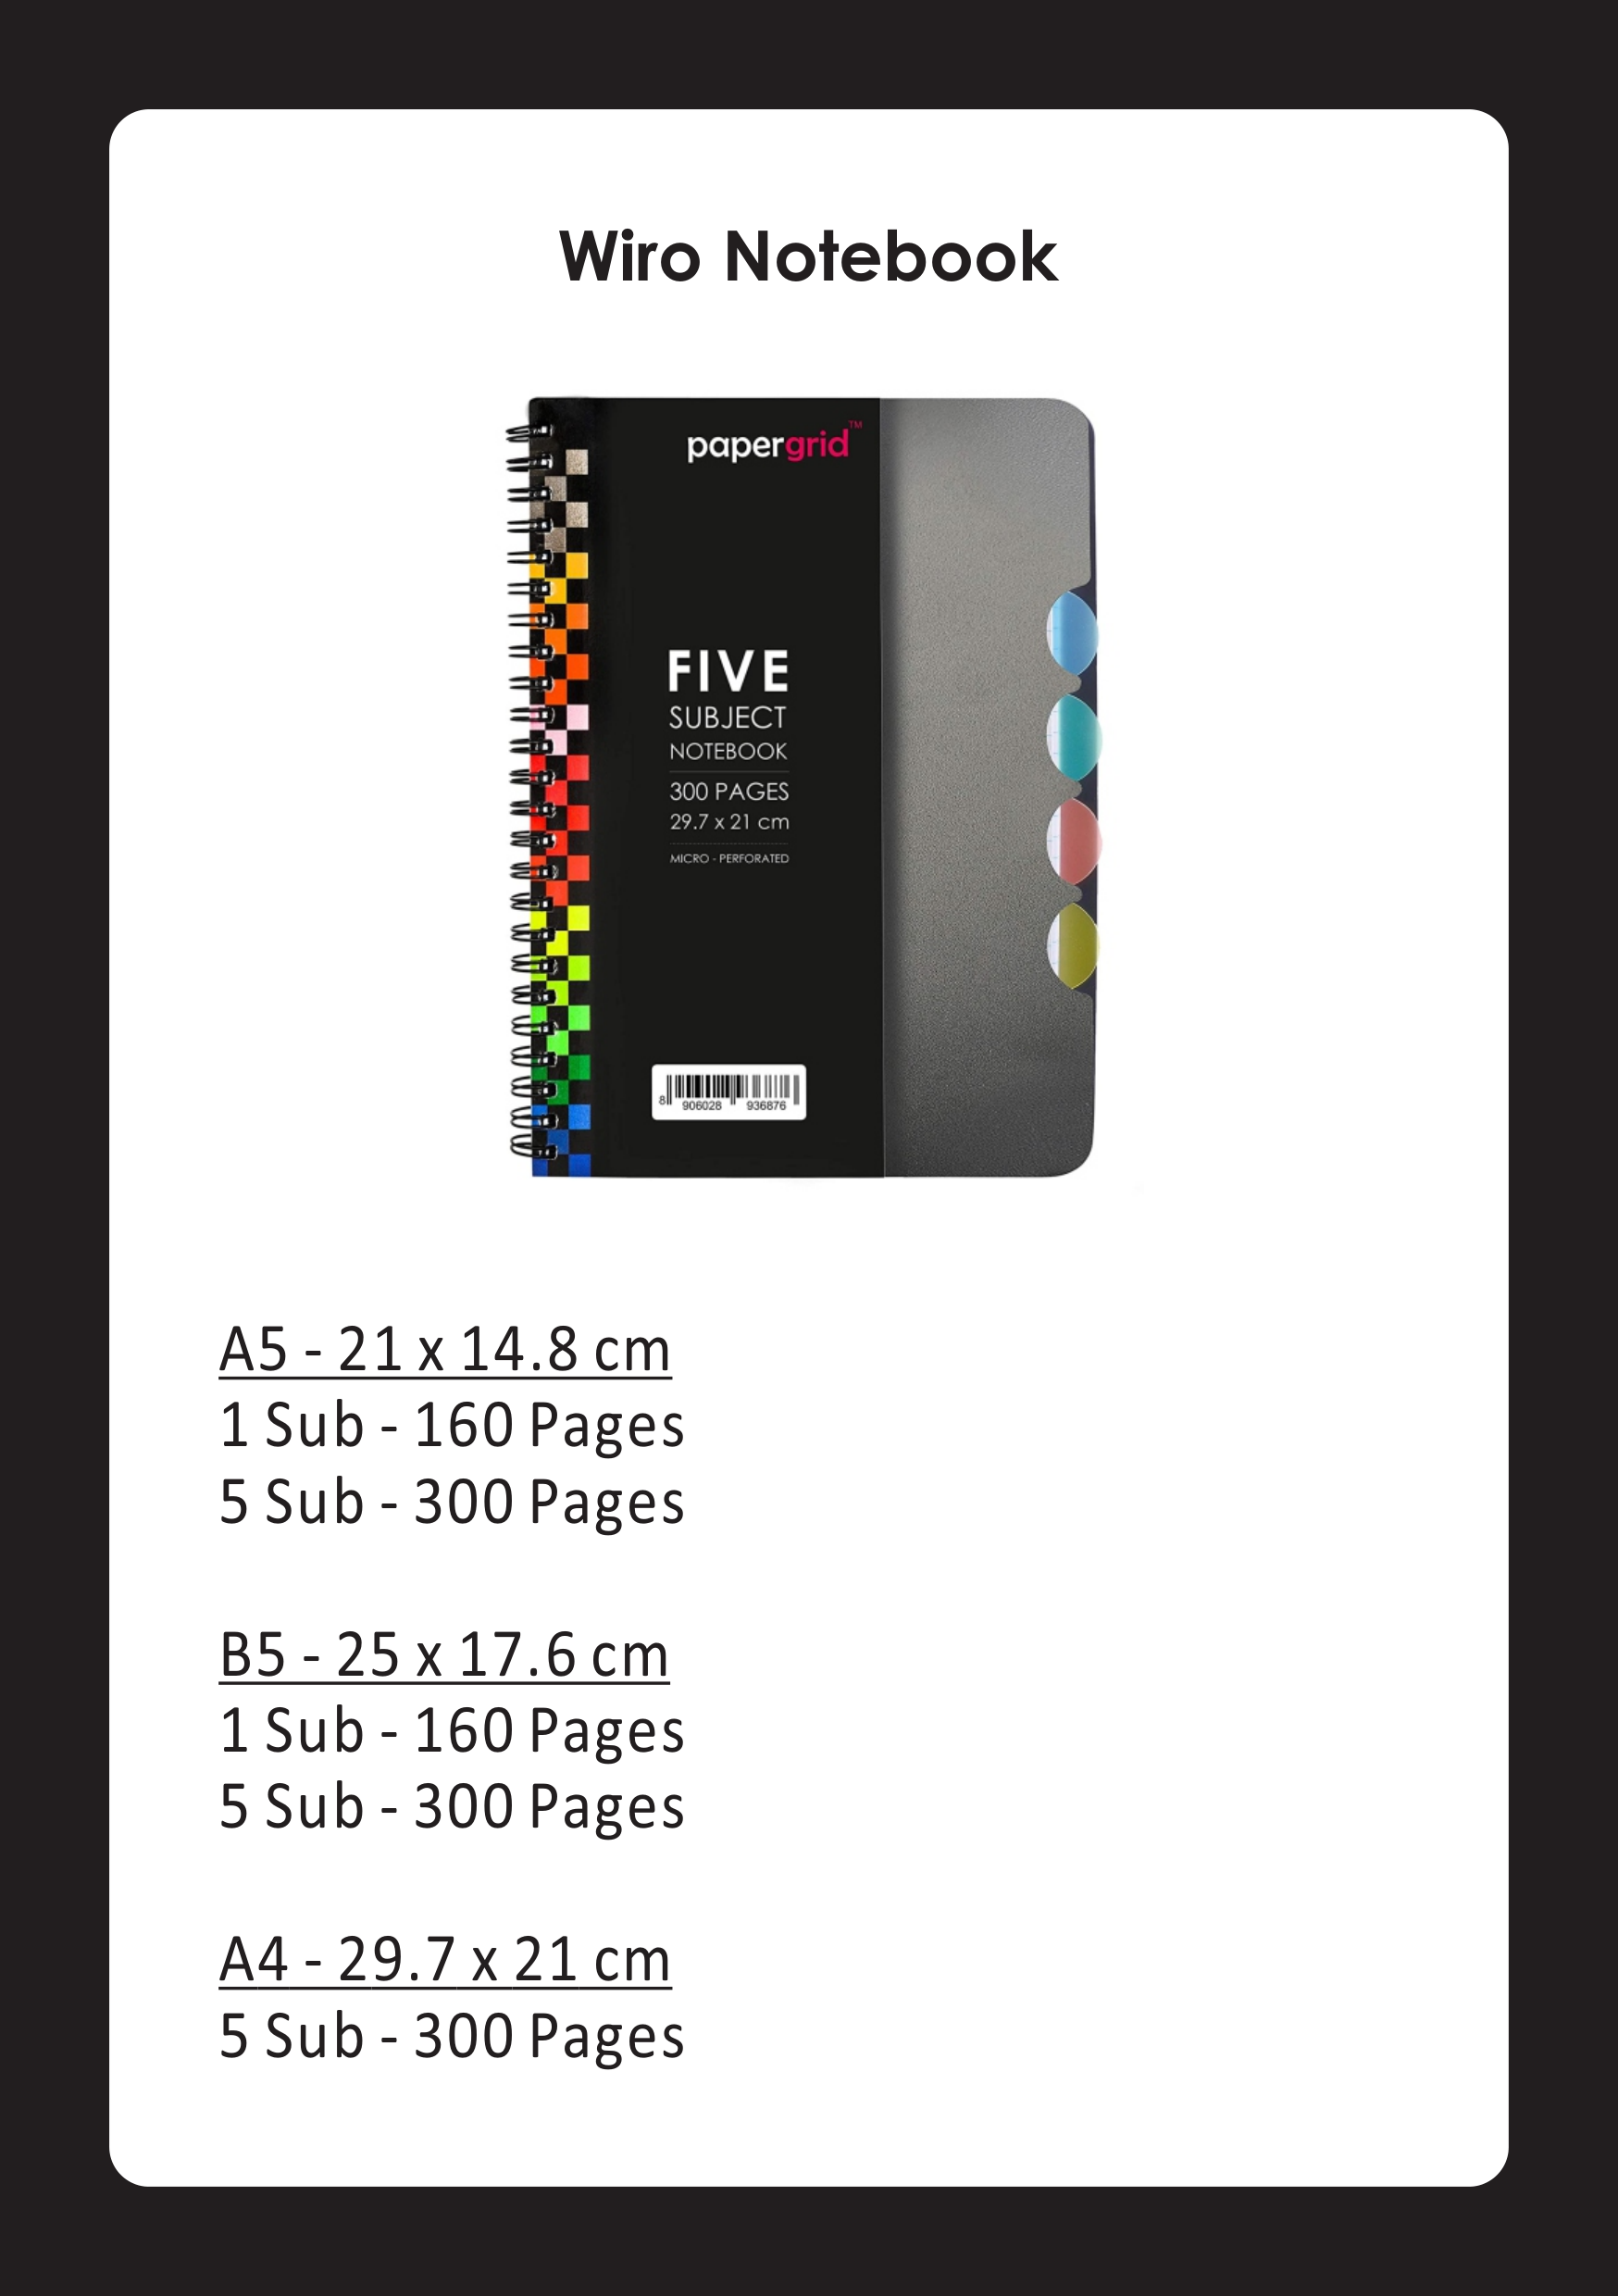 Wiro Notebook
papergrid™
FIVE
SUBJECT
NOTEBOOK
300 PAGES
29.7 x 21 cm
MICRO - PERFORATED
8 906028 936876
A5 - 21 x 14.8 cm
1 Sub - 160 Pages
5 Sub - 300 Pages
B5 - 25 x 17.6 cm
1 Sub - 160 Pages
5 Sub - 300 Pages
A4 - 29.7 x 21 cm
5 Sub - 300 Pages